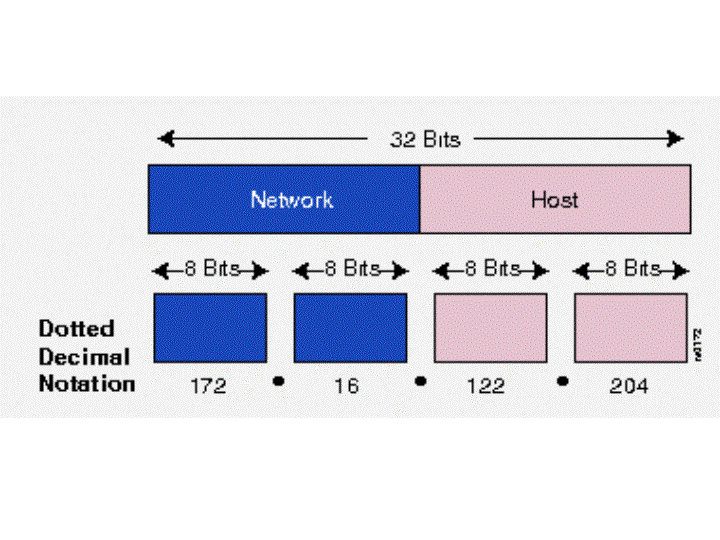 32 Bits
Network Host
8 Bits 8 Bits 8 Bits 8 Bits
Dotted
Decimal
Notation 172 • 16 • 122 • 204